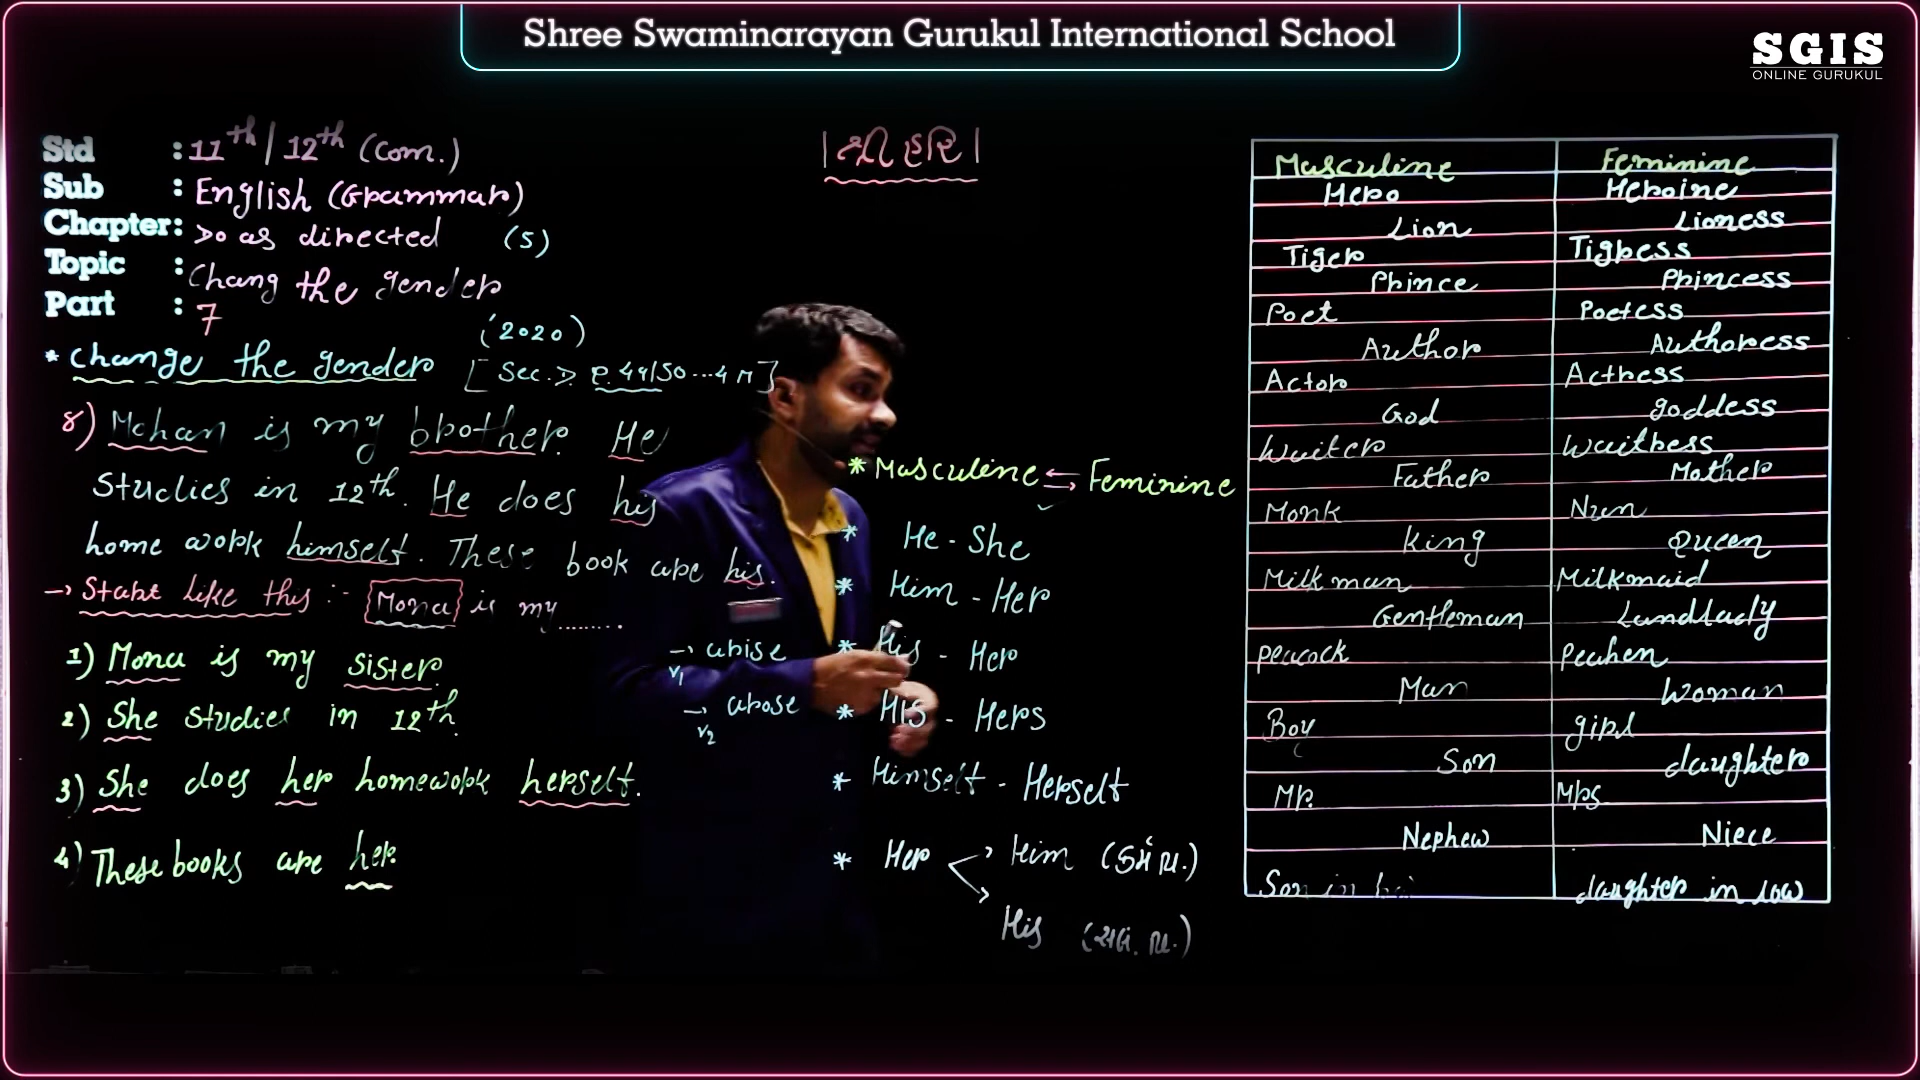 Shree Swaminarayan Gurukul International School
SGIS
ONLINE GURUKUL
Std : 11th / 12th (com.)
Sub : English (Grammar)
Chapter: Do as directed (5)
Topic : Chang the gender
Part : 7
।શ્રી હરિ।
(2020)
* Change the gender [Sec. D P. 49/50...4 M]
8) Mohan is my brother. He
Studies in 12th. He does his
home work himself. These book are his.
→ Start like this :- Mona is my........
1) Mona is my sister.
2) She studies in 12th.
3) She does her homework herself.
4) These books are her.
→ arise
V1
→ arose
V2
* Masculine ⇆ Feminine
* He - She
* Him - Her
* His - Her
* His - Hers
* Himself - Herself
* Her → Him (કર્મ વિ.)
→ His
Masculine Feminine
Hero Heroine
Lion Lioness
Tiger Tigress
Prince Princess
Poet Poetess
Author Authoress
Actor Actress
God goddess
Waiter Waitress
Father Mother
Monk Nun
King Queen
Milkman Milkmaid
Gentleman Landlady
Peacock Peahen
Man Woman
Boy girl
Son daughter
Mr. Mrs
Nephew Niece
Son in daughter in low